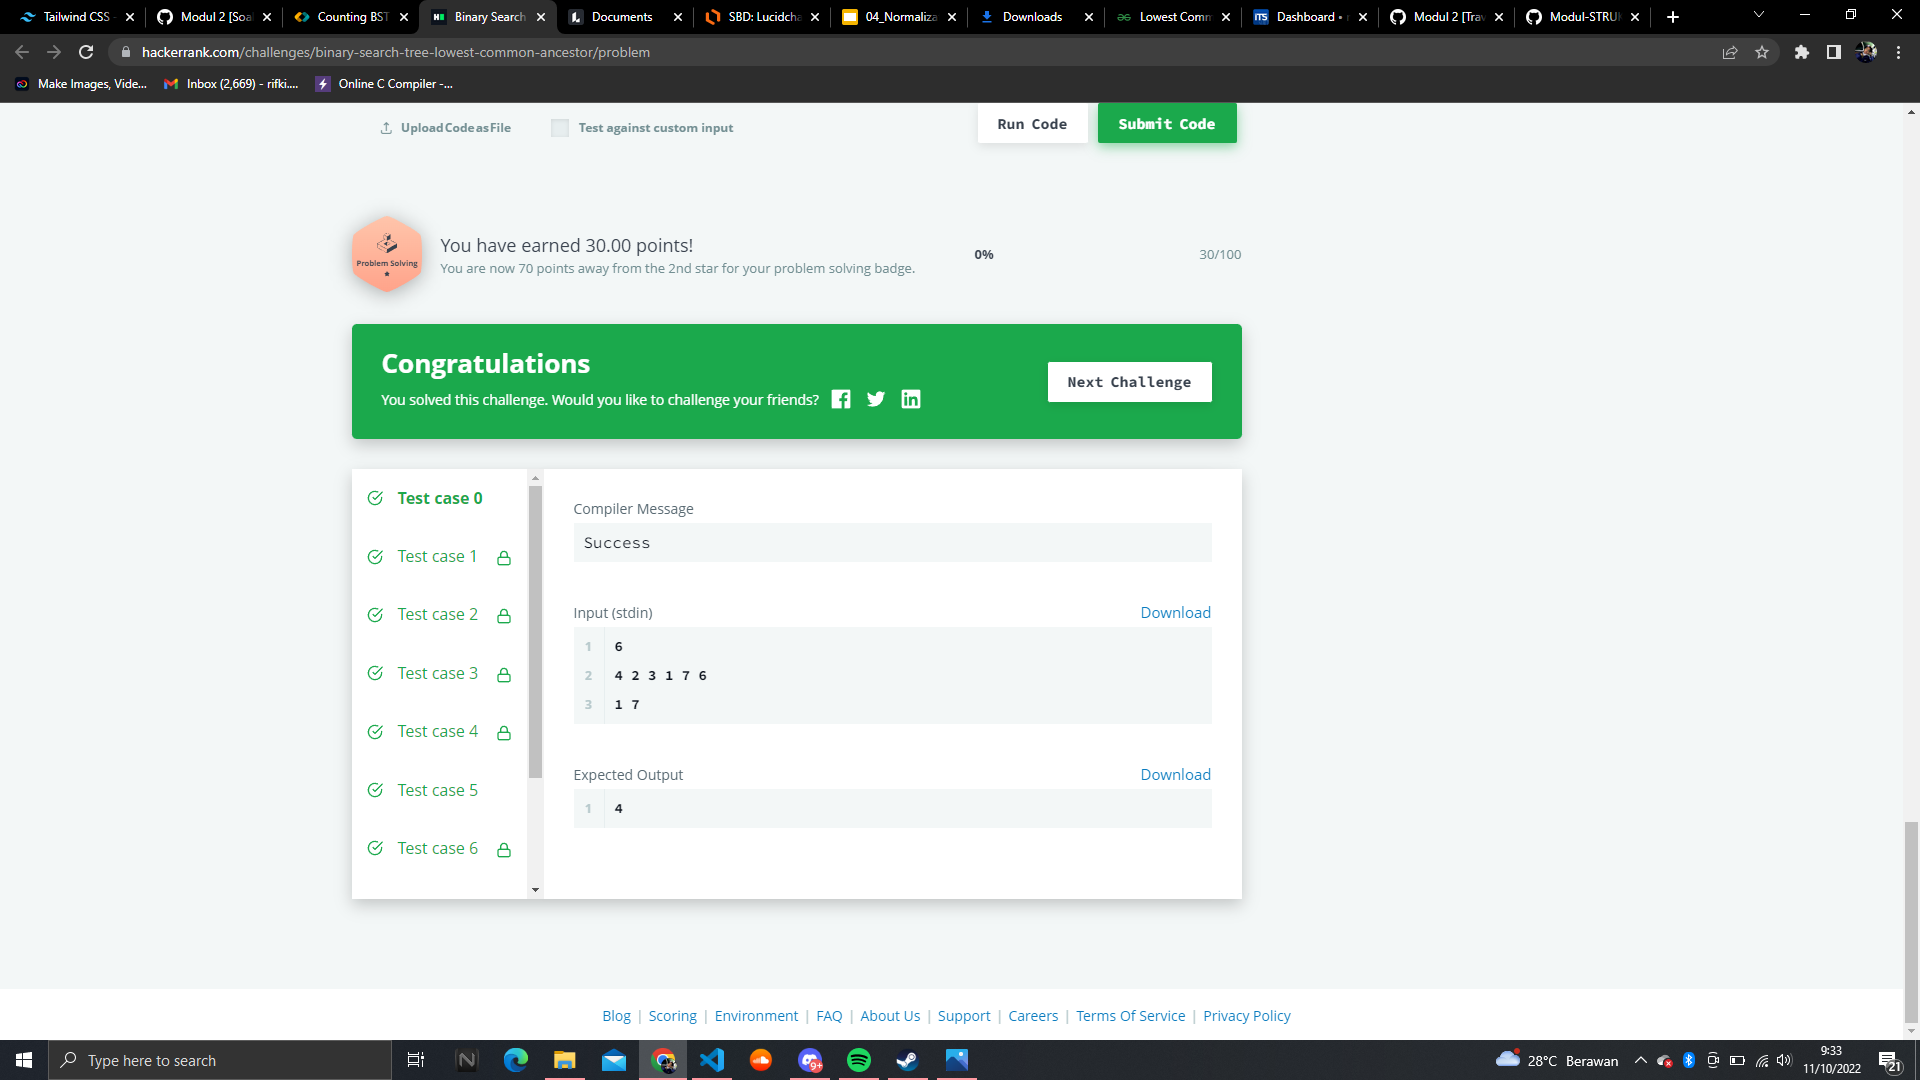 Tailwind CSS -
Modul 2 [Soal
Counting BST
Binary Search
Documents
SBD: Lucidcha
04_Normaliza
Downloads
Lowest Comm
Dashboard •
Modul 2 [Trav
Modul-STRUK
hackerrank.com/challenges/binary-search-tree-lowest-common-ancestor/problem
Make Images, Vide...
Inbox (2,669) - rifki....
Online C Compiler -...
Upload Code as File
Test against custom input
Run Code
Submit Code
Problem Solving
You have earned 30.00 points!
You are now 70 points away from the 2nd star for your problem solving badge.
0%
30/100
Congratulations
You solved this challenge. Would you like to challenge your friends?
Next Challenge
Test case 0
Test case 1
Test case 2
Test case 3
Test case 4
Test case 5
Test case 6
Compiler Message
Success
Input (stdin)
Download
1 6
2 4 2 3 1 7 6
3 1 7
Expected Output
Download
1 4
Blog | Scoring | Environment | FAQ | About Us | Support | Careers | Terms Of Service | Privacy Policy
Type here to search
9+
28°C Berawan
9:33
11/10/2022
21